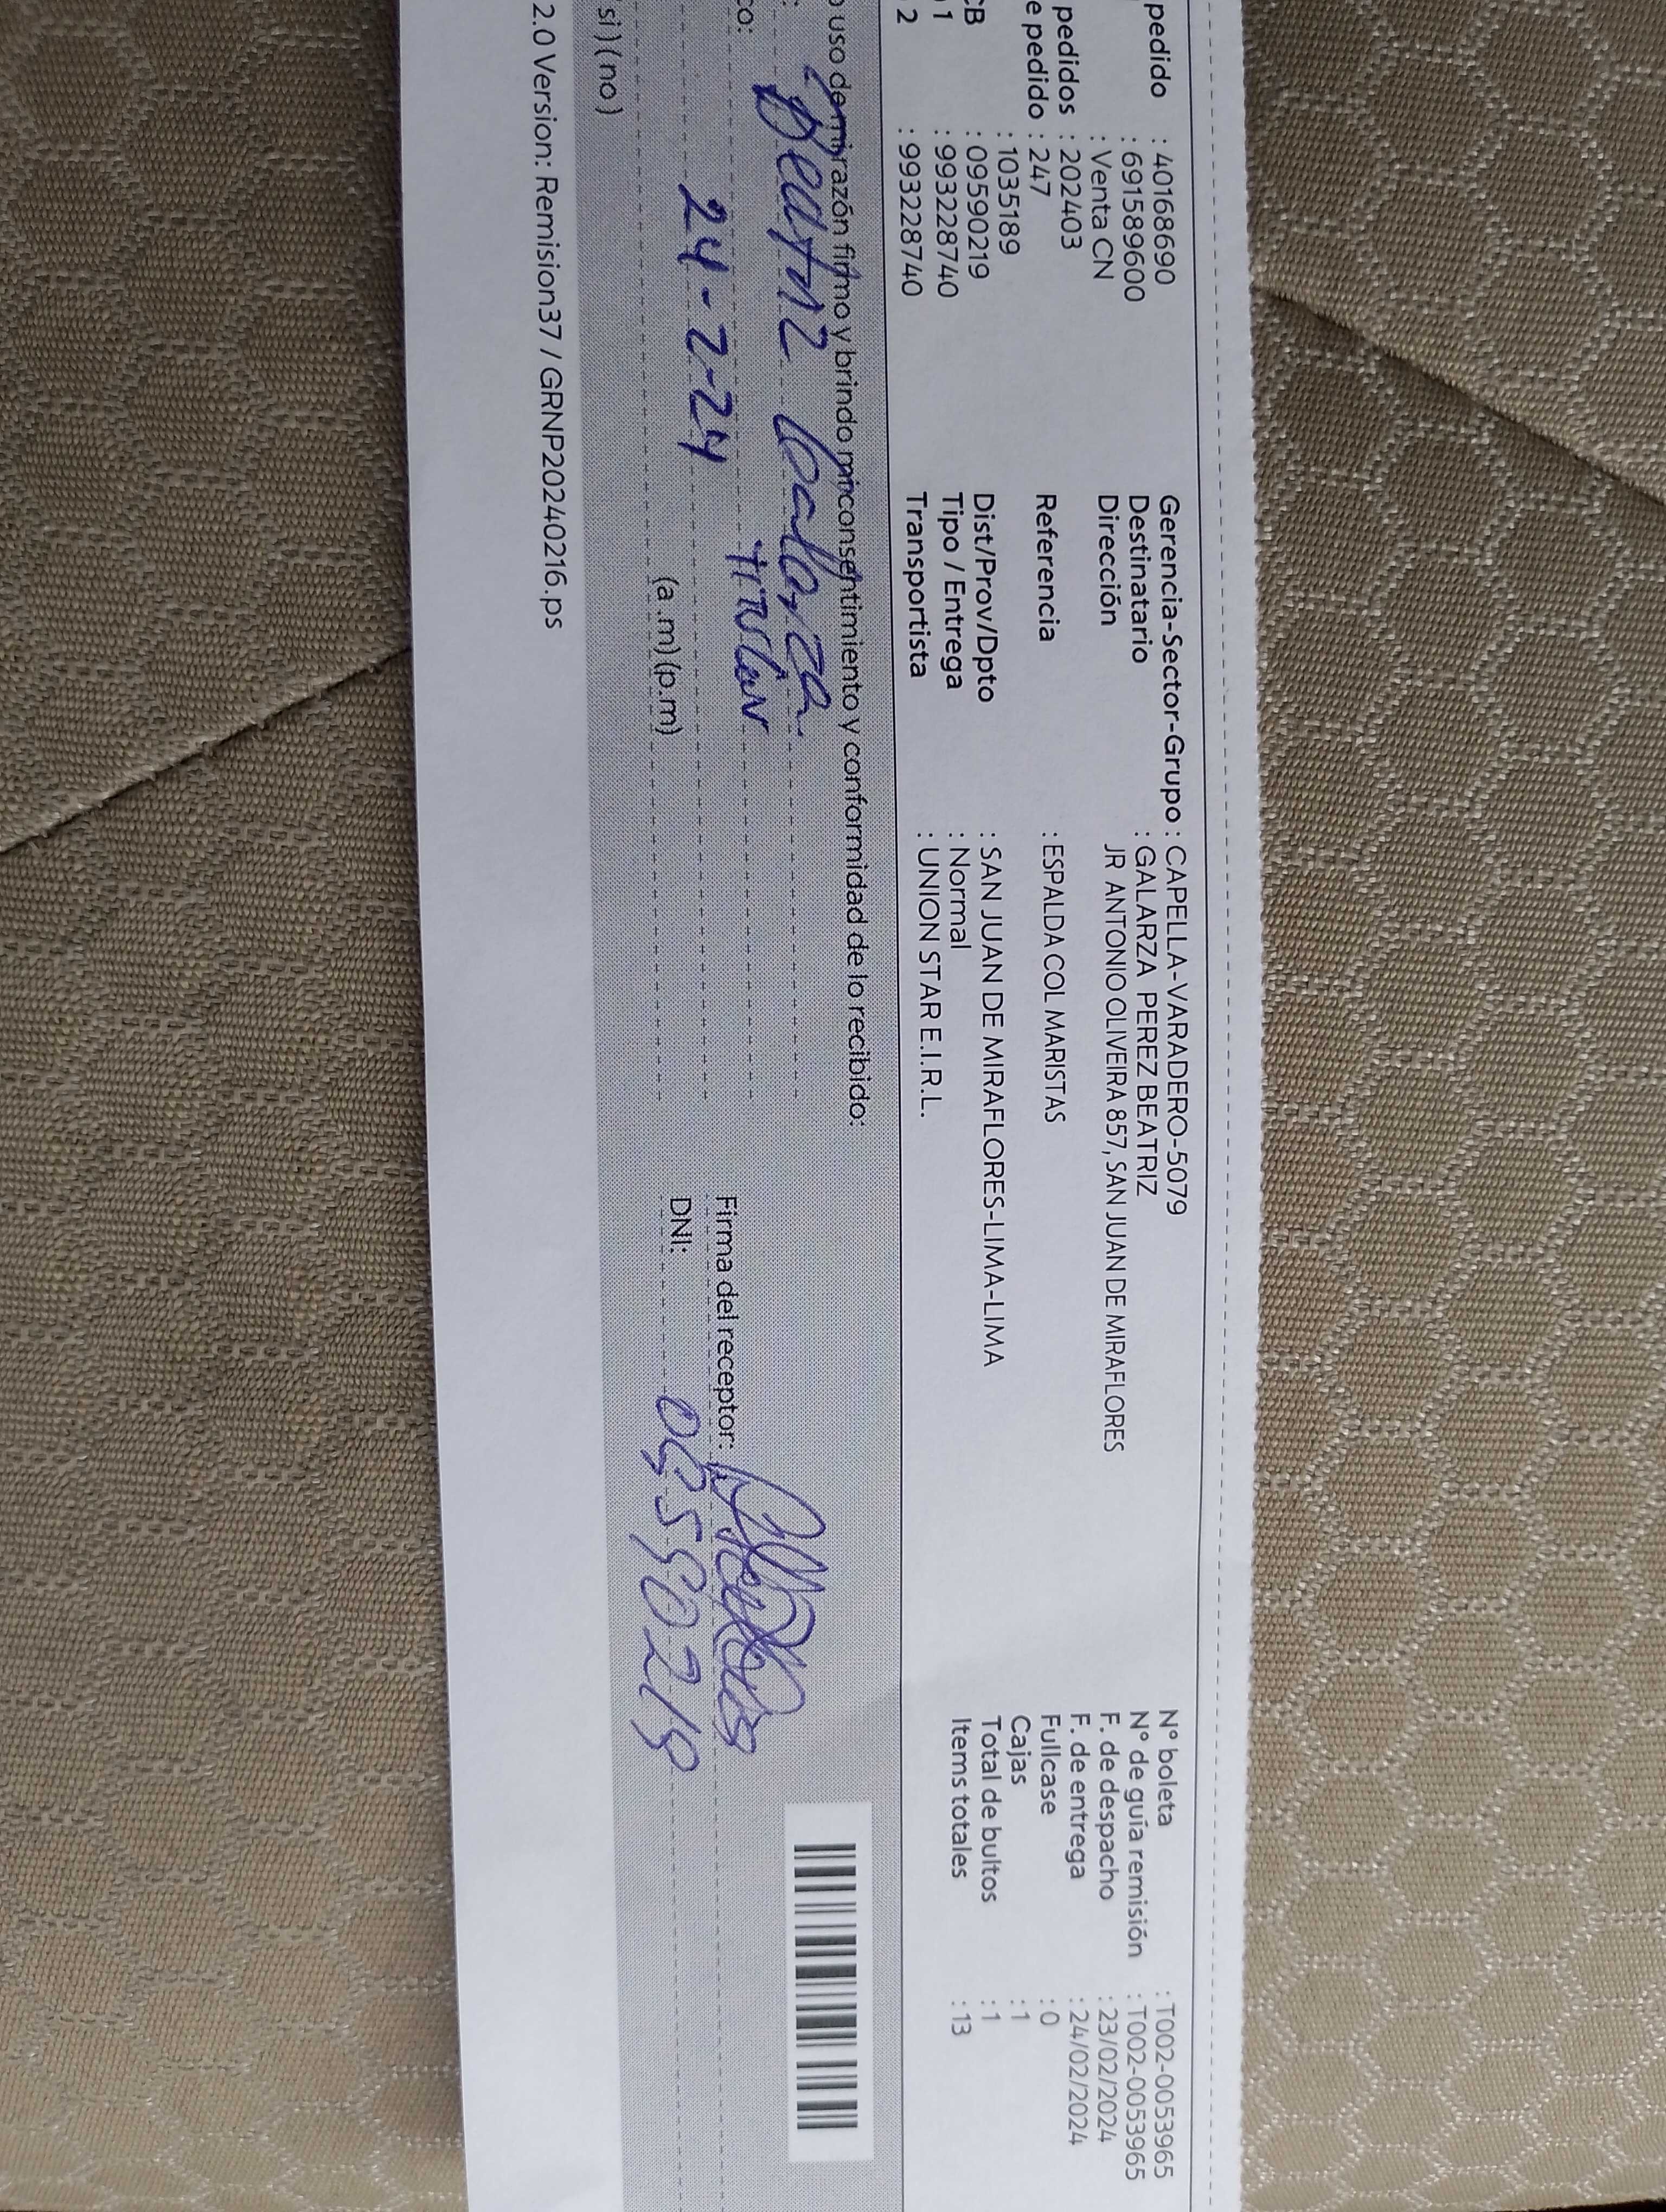 pedido : 40168690
: 691589600
: Venta CN
pedidos : 202403
e pedido : 247
: 1035189
CB : 09590219
1 : 993228740
2 : 993228740
Gerencia-Sector-Grupo : CAPELLA-VARADERO-5079
Destinatario : GALARZA PEREZ BEATRIZ
Dirección JR ANTONIO OLIVEIRA 857, SAN JUAN DE MIRAFLORES
Referencia : ESPALDA COL MARISTAS
Dist/Prov/Dpto : SAN JUAN DE MIRAFLORES-LIMA-LIMA
Tipo / Entrega : Normal
Transportista : UNION STAR E.I.R.L.
N° boleta : T002-0053965
N° de guía remisión : T002-0053965
F. de despacho : 23/02/2024
F. de entrega : 24/02/2024
Fullcase : 0
Cajas : 1
Total de bultos : 1
Items totales : 13
o uso de mi razón firmo y brindo mi consentimiento y conformidad de lo recibido:
: Beatriz Galarza
co: titular
24-2-24
(a.m)(p.m)
si)(no)
Firma del receptor:
DNI: 09590219
2.0 Version: Remision37 / GRNP20240216.ps